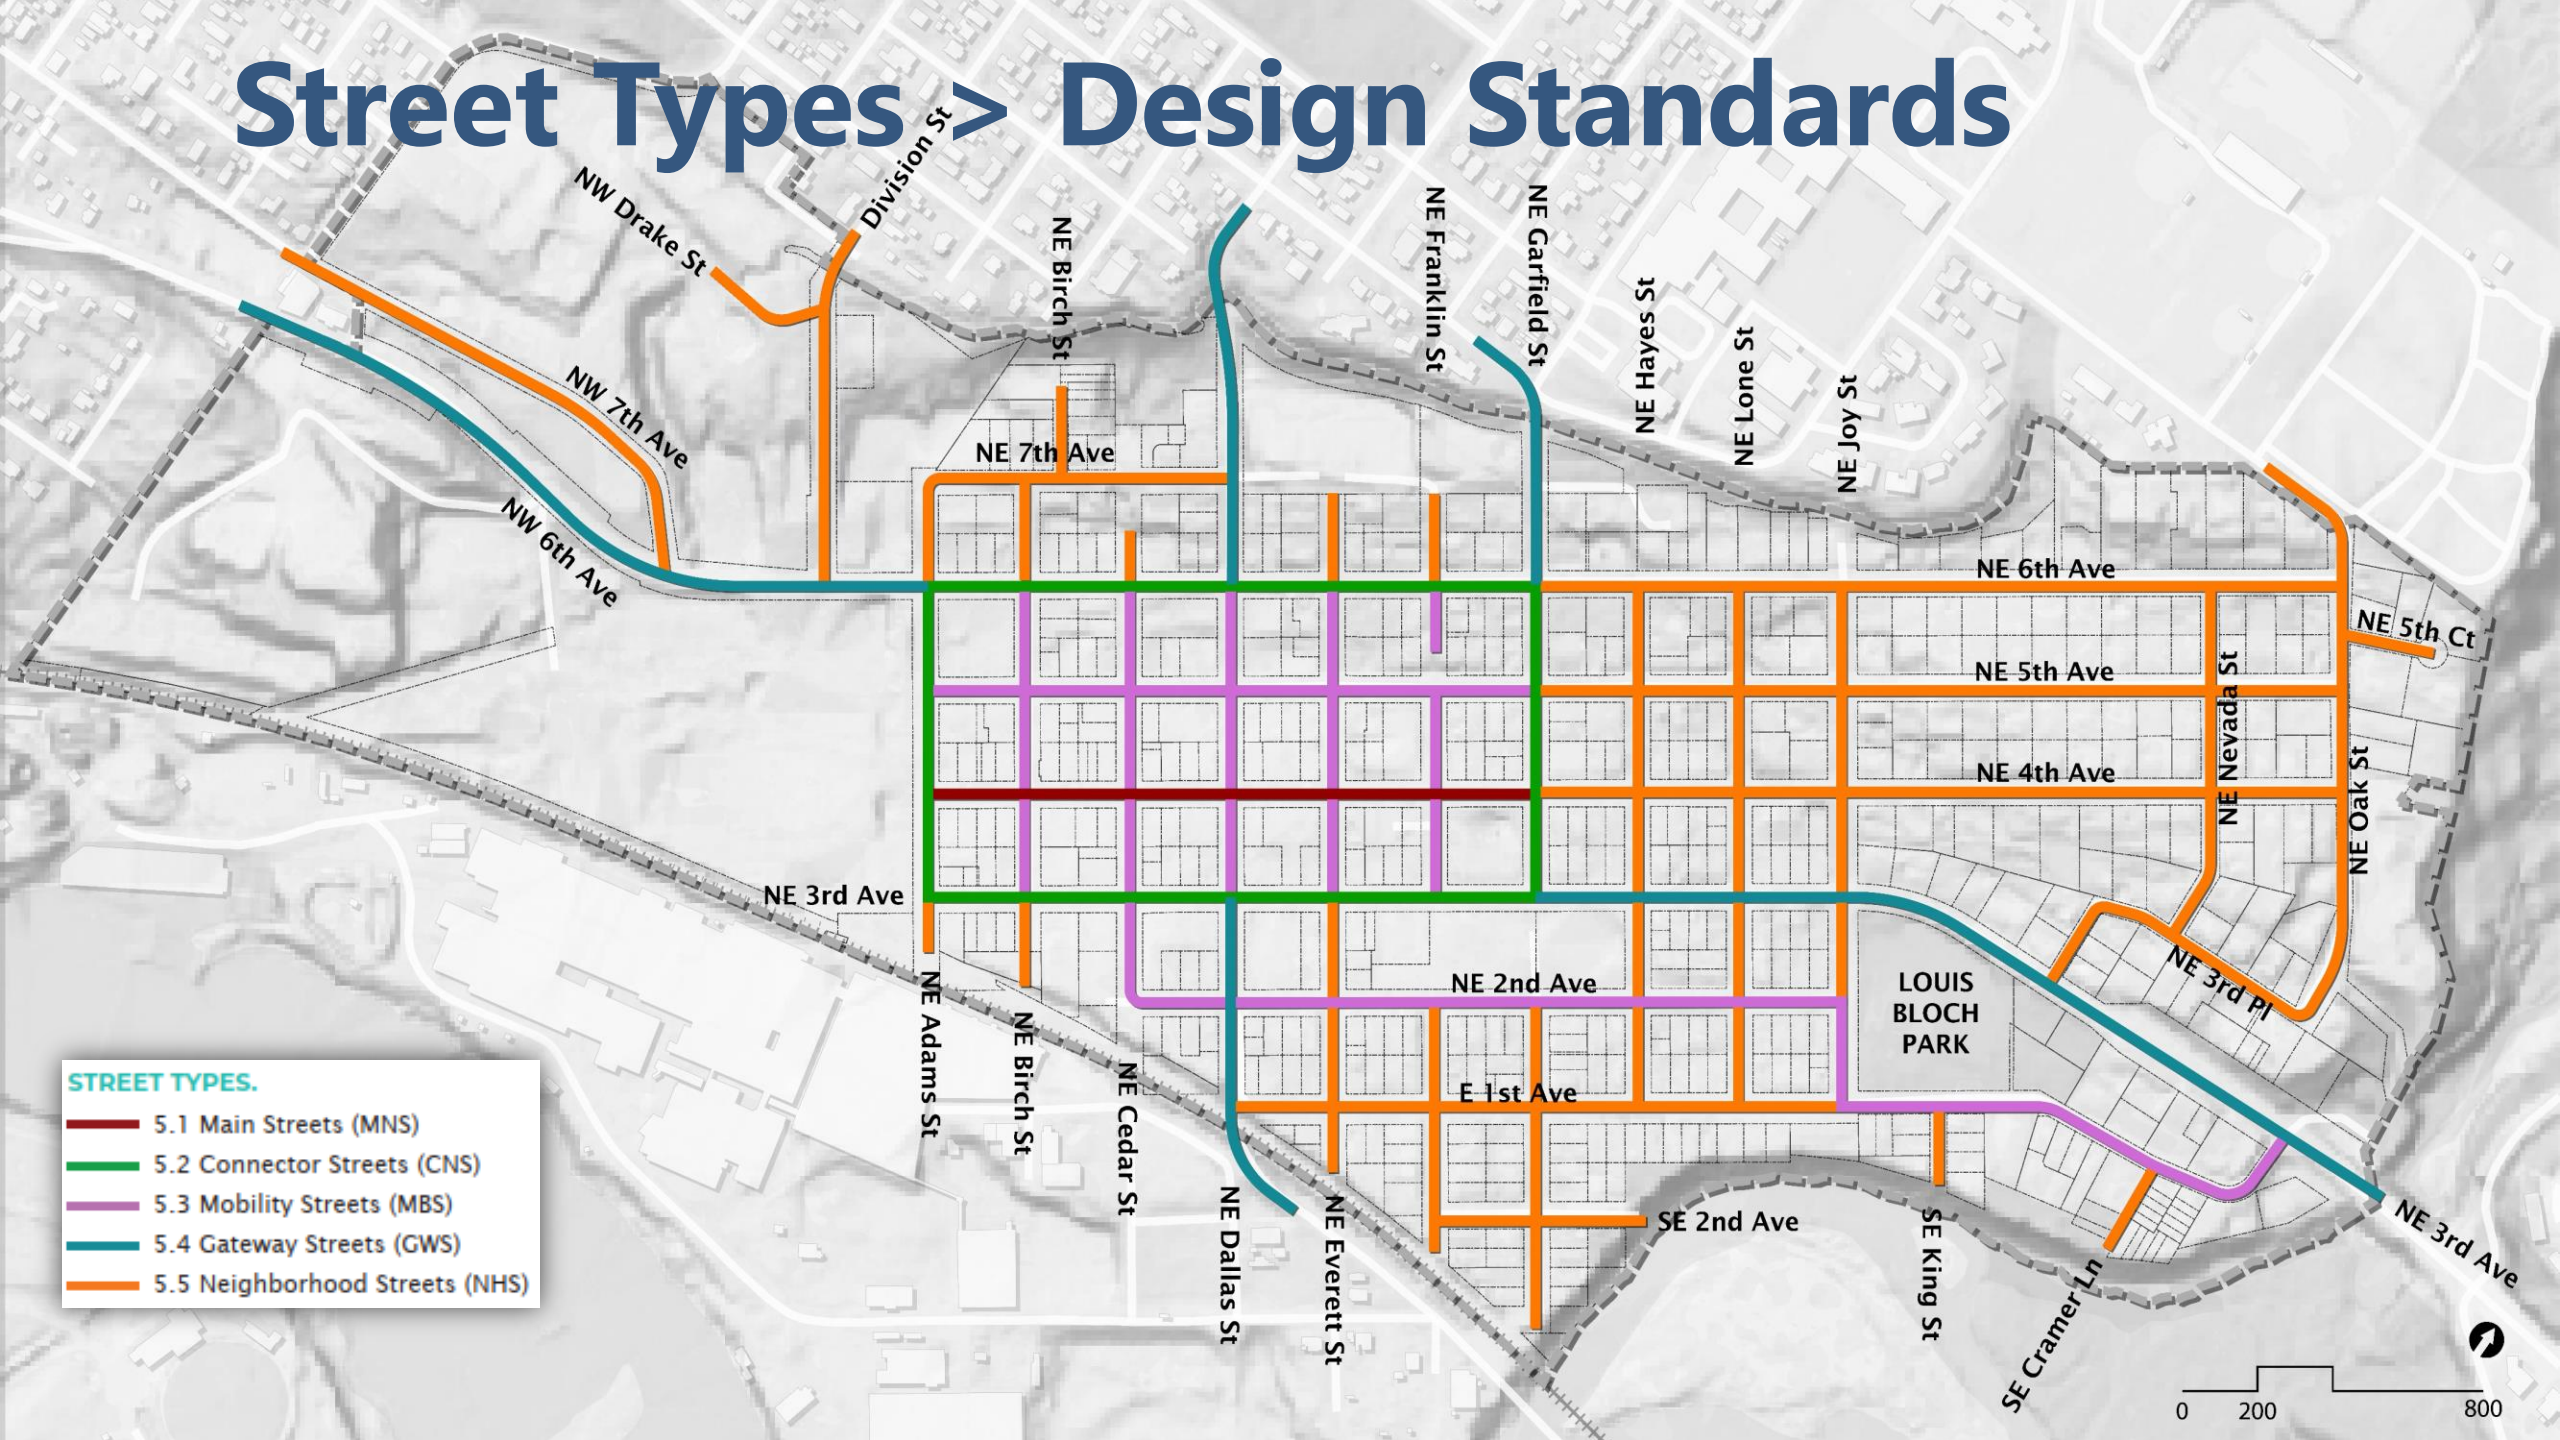 Street Types > Design Standards
NW Drake St
Division St
NE Birch St
NE Franklin St
NE Garfield St
NE Hayes St
NE Lone St
NE Joy St
NW 7th Ave
NE 7th Ave
NW 6th Ave
NE 6th Ave
NE 5th Ct
NE 5th Ave
NE Nevada St
NE 4th Ave
NE Oak St
NE 3rd Ave
NE 2nd Ave
LOUIS
BLOCH
PARK
NE 3rd Pl
NE Adams St
NE Birch St
NE Cedar St
E 1st Ave
NE Dallas St
NE Everett St
SE 2nd Ave
SE King St
SE Cramer Ln
NE 3rd Ave
STREET TYPES.
5.1 Main Streets (MNS)
5.2 Connector Streets (CNS)
5.3 Mobility Streets (MBS)
5.4 Gateway Streets (GWS)
5.5 Neighborhood Streets (NHS)
0 200 800